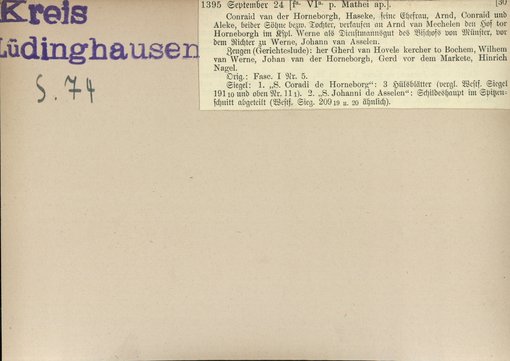 Kreis
Lüdinghausen
S. 74
1395 September 24 [fᵃ· VIᵃ· p. Mathei ap.]. [30
Conraid van der Horneborgh, Haseke, seine Ehefrau, Arnd, Conraid und
Aleke, beider Söhne bezw. Tochter, verkaufen an Arnd van Mechelen den Hof tor
Horneborgh im Kspl. Werne als Dienstmannsgut des Bischofs von Münster, vor
dem Richter zu Werne, Johann van Asselen.
Zeugen (Gerichtslude): her Gherd van Hovele kercher to Bochem, Wilhem
van Werne, Johan van der Horneborgh, Gerd vor dem Markete, Hinrich
Nagel.
Orig.: Fasc. I Nr. 5.
Siegel: 1. „S. Coradi de Horneborg“: 3 Hülsblätter (vergl. Westf. Siegel
191 10 und oben Nr. 11 1). 2. „S. Johanni de Asselen“: Schildeshaupt im Spitzen-
schnitt abgeteilt (Westf. Sieg. 209 19 u. 20 ähnlich).